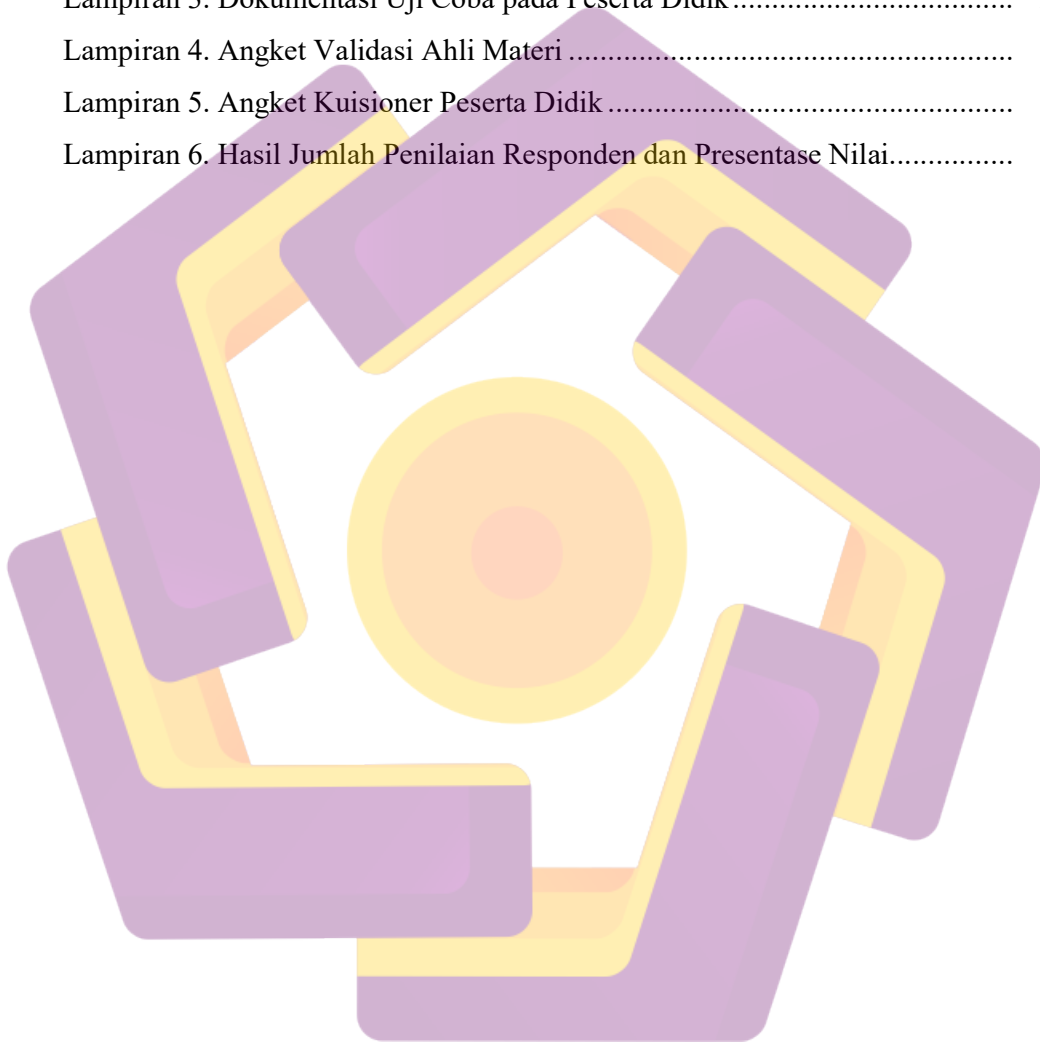 Lampiran 3. Dokumentasi Uji Coba pada Peserta Didik....................................
Lampiran 4. Angket Validasi Ahli Materi .........................................................
Lampiran 5. Angket Kuisioner Peserta Didik ....................................................
Lampiran 6. Hasil Jumlah Penilaian Responden dan Presentase Nilai................